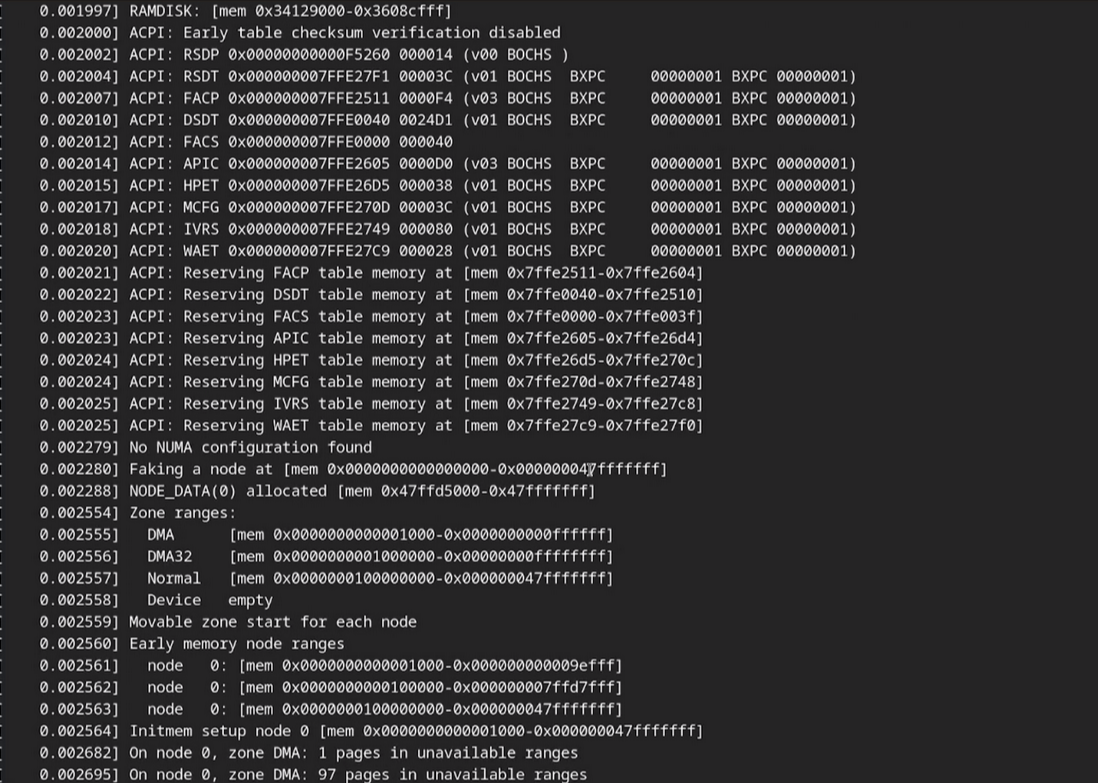 0.001997] RAMDISK: [mem 0x34129000-0x3608cfff]
0.002000] ACPI: Early table checksum verification disabled
0.002002] ACPI: RSDP 0x00000000000F5260 000014 (v00 BOCHS )
0.002004] ACPI: RSDT 0x000000007FFE27F1 00003C (v01 BOCHS  BXPC     00000001 BXPC 00000001)
0.002007] ACPI: FACP 0x000000007FFE2511 0000F4 (v03 BOCHS  BXPC     00000001 BXPC 00000001)
0.002010] ACPI: DSDT 0x000000007FFE0040 0024D1 (v01 BOCHS  BXPC     00000001 BXPC 00000001)
0.002012] ACPI: FACS 0x000000007FFE0000 000040
0.002014] ACPI: APIC 0x000000007FFE2605 0000D0 (v03 BOCHS  BXPC     00000001 BXPC 00000001)
0.002015] ACPI: HPET 0x000000007FFE26D5 000038 (v01 BOCHS  BXPC     00000001 BXPC 00000001)
0.002017] ACPI: MCFG 0x000000007FFE270D 00003C (v01 BOCHS  BXPC     00000001 BXPC 00000001)
0.002018] ACPI: IVRS 0x000000007FFE2749 000080 (v01 BOCHS  BXPC     00000001 BXPC 00000001)
0.002020] ACPI: WAET 0x000000007FFE27C9 000028 (v01 BOCHS  BXPC     00000001 BXPC 00000001)
0.002021] ACPI: Reserving FACP table memory at [mem 0x7ffe2511-0x7ffe2604]
0.002022] ACPI: Reserving DSDT table memory at [mem 0x7ffe0040-0x7ffe2510]
0.002023] ACPI: Reserving FACS table memory at [mem 0x7ffe0000-0x7ffe003f]
0.002023] ACPI: Reserving APIC table memory at [mem 0x7ffe2605-0x7ffe26d4]
0.002024] ACPI: Reserving HPET table memory at [mem 0x7ffe26d5-0x7ffe270c]
0.002024] ACPI: Reserving MCFG table memory at [mem 0x7ffe270d-0x7ffe2748]
0.002025] ACPI: Reserving IVRS table memory at [mem 0x7ffe2749-0x7ffe27c8]
0.002025] ACPI: Reserving WAET table memory at [mem 0x7ffe27c9-0x7ffe27f0]
0.002279] No NUMA configuration found
0.002280] Faking a node at [mem 0x0000000000000000-0x000000047fffffff]
0.002288] NODE_DATA(0) allocated [mem 0x47ffd5000-0x47fffffff]
0.002554] Zone ranges:
0.002555]   DMA      [mem 0x0000000000001000-0x0000000000ffffff]
0.002556]   DMA32    [mem 0x0000000001000000-0x00000000ffffffff]
0.002557]   Normal   [mem 0x0000000100000000-0x000000047fffffff]
0.002558]   Device   empty
0.002559] Movable zone start for each node
0.002560] Early memory node ranges
0.002561]   node   0: [mem 0x0000000000001000-0x000000000009efff]
0.002562]   node   0: [mem 0x0000000000100000-0x000000007ffd7fff]
0.002563]   node   0: [mem 0x0000000100000000-0x000000047fffffff]
0.002564] Initmem setup node 0 [mem 0x0000000000001000-0x000000047fffffff]
0.002682] On node 0, zone DMA: 1 pages in unavailable ranges
0.002695] On node 0, zone DMA: 97 pages in unavailable ranges